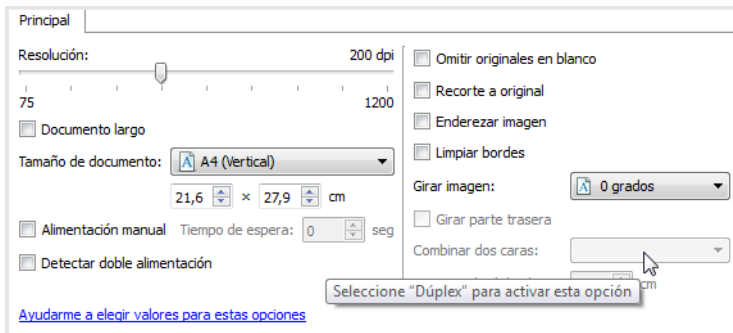 Principal
Resolución: 200 dpi
75 1200
Documento largo
Tamaño de documento: A4 (Vertical)
21,6 × 27,9 cm
Alimentación manual Tiempo de espera: 0 seg
Detectar doble alimentación
Ayudarme a elegir valores para estas opciones
Omitir originales en blanco
Recorte a original
Enderezar imagen
Limpiar bordes
Girar imagen: 0 grados
Girar parte trasera
Combinar dos caras:
cm
Seleccione "Dúplex" para activar esta opción